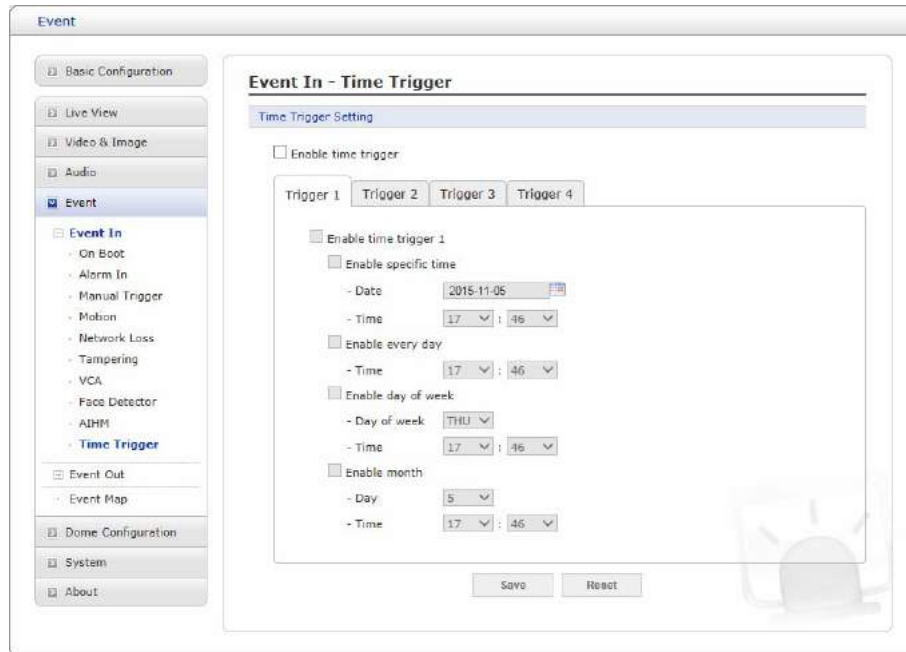 Event
Basic Configuration
Live View
Video & Image
Audio
Event
Event In
On Boot
Alarm In
Manual Trigger
Motion
Network Loss
Tampering
VCA
Face Detector
AIHM
Time Trigger
Event Out
Event Map
Dome Configuration
System
About
Event In - Time Trigger
Time Trigger Setting
Enable time trigger
Trigger 1 Trigger 2 Trigger 3 Trigger 4
Enable time trigger 1
Enable specific time
- Date 2015-11-05
- Time 17 : 46
Enable every day
- Time 17 : 46
Enable day of week
- Day of week THU
- Time 17 : 46
Enable month
- Day 5
- Time 17 : 46
Save Reset